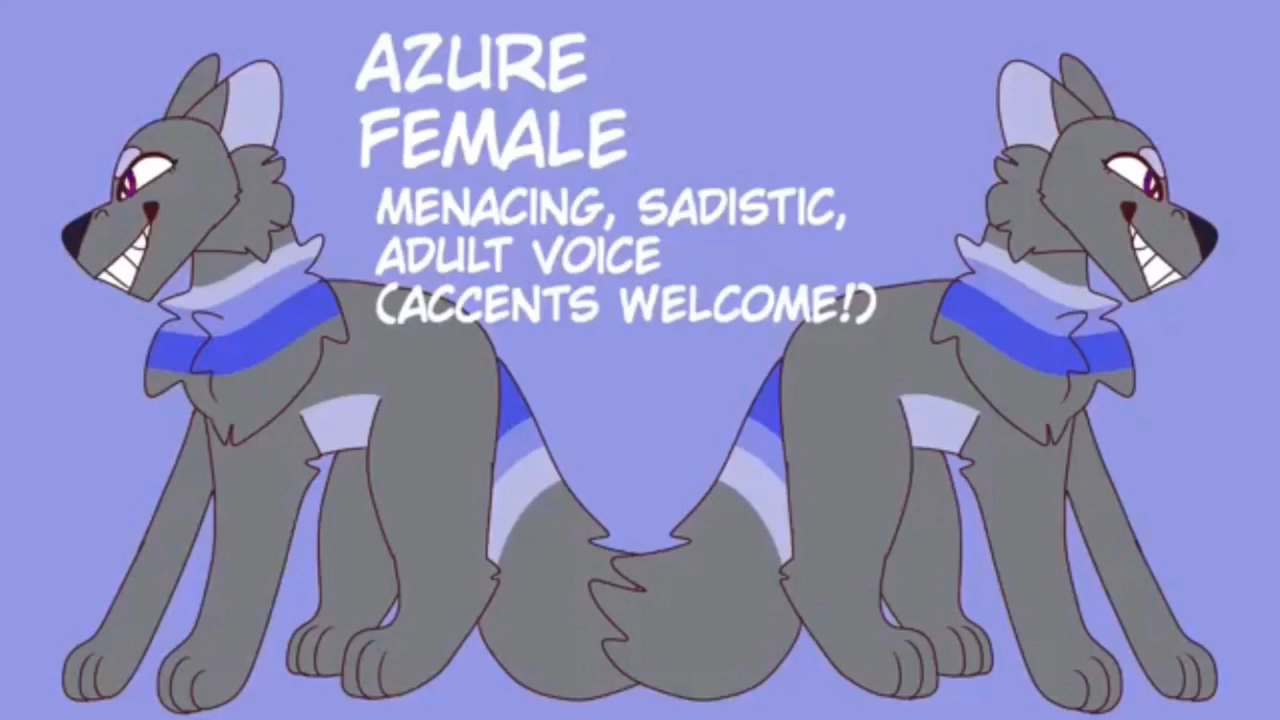 AZURE
FEMALE
MENACING, SADISTIC,
ADULT VOICE
(ACCENTS WELCOME!)